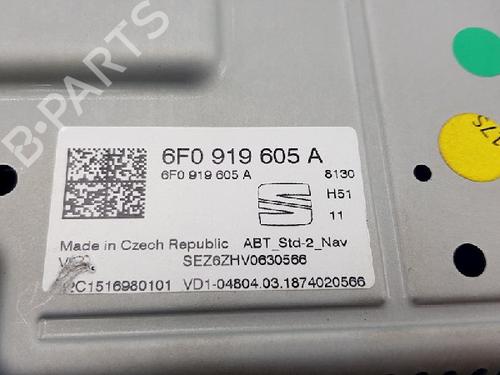 6F0 919 605 A
6F0 919 605 A 8130
H51
11
Made in Czech Republic ABT_Std-2_Nav
SEZ6ZHV0630566
2C1516980101 VD1-04804.03.1874020566
B-PARTS